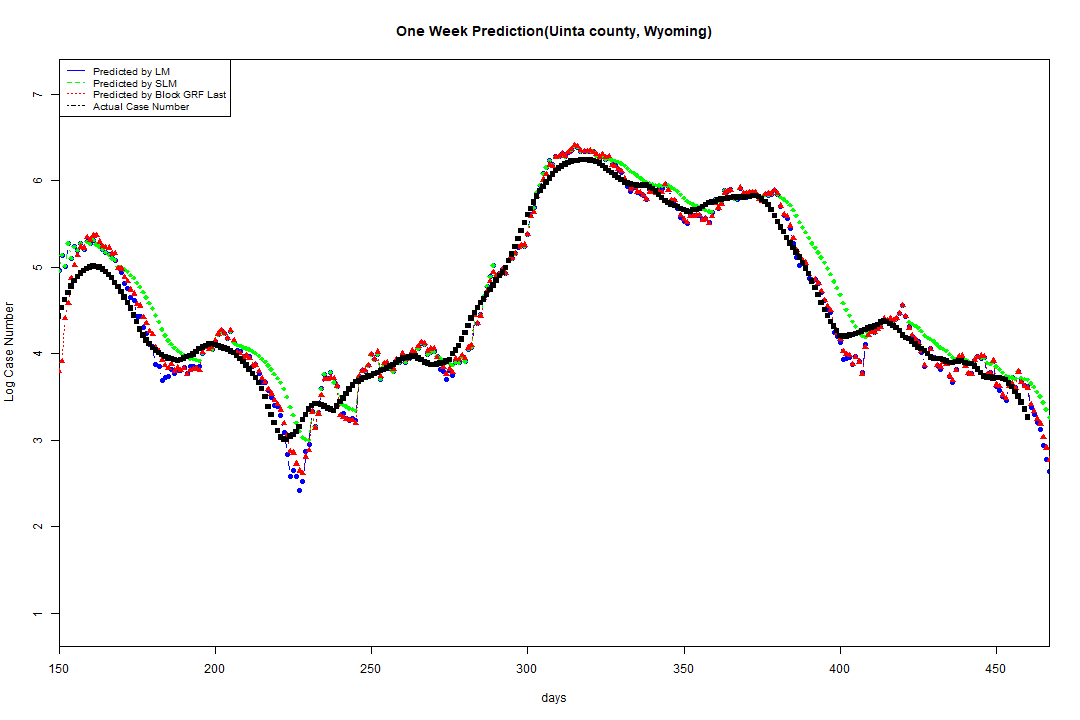 One Week Prediction(Uinta county, Wyoming)
Predicted by LM
Predicted by SLM
Predicted by Block GRF Last
Actual Case Number
Log Case Number
7
6
5
4
3
2
1
150 200 250 300 350 400 450
days